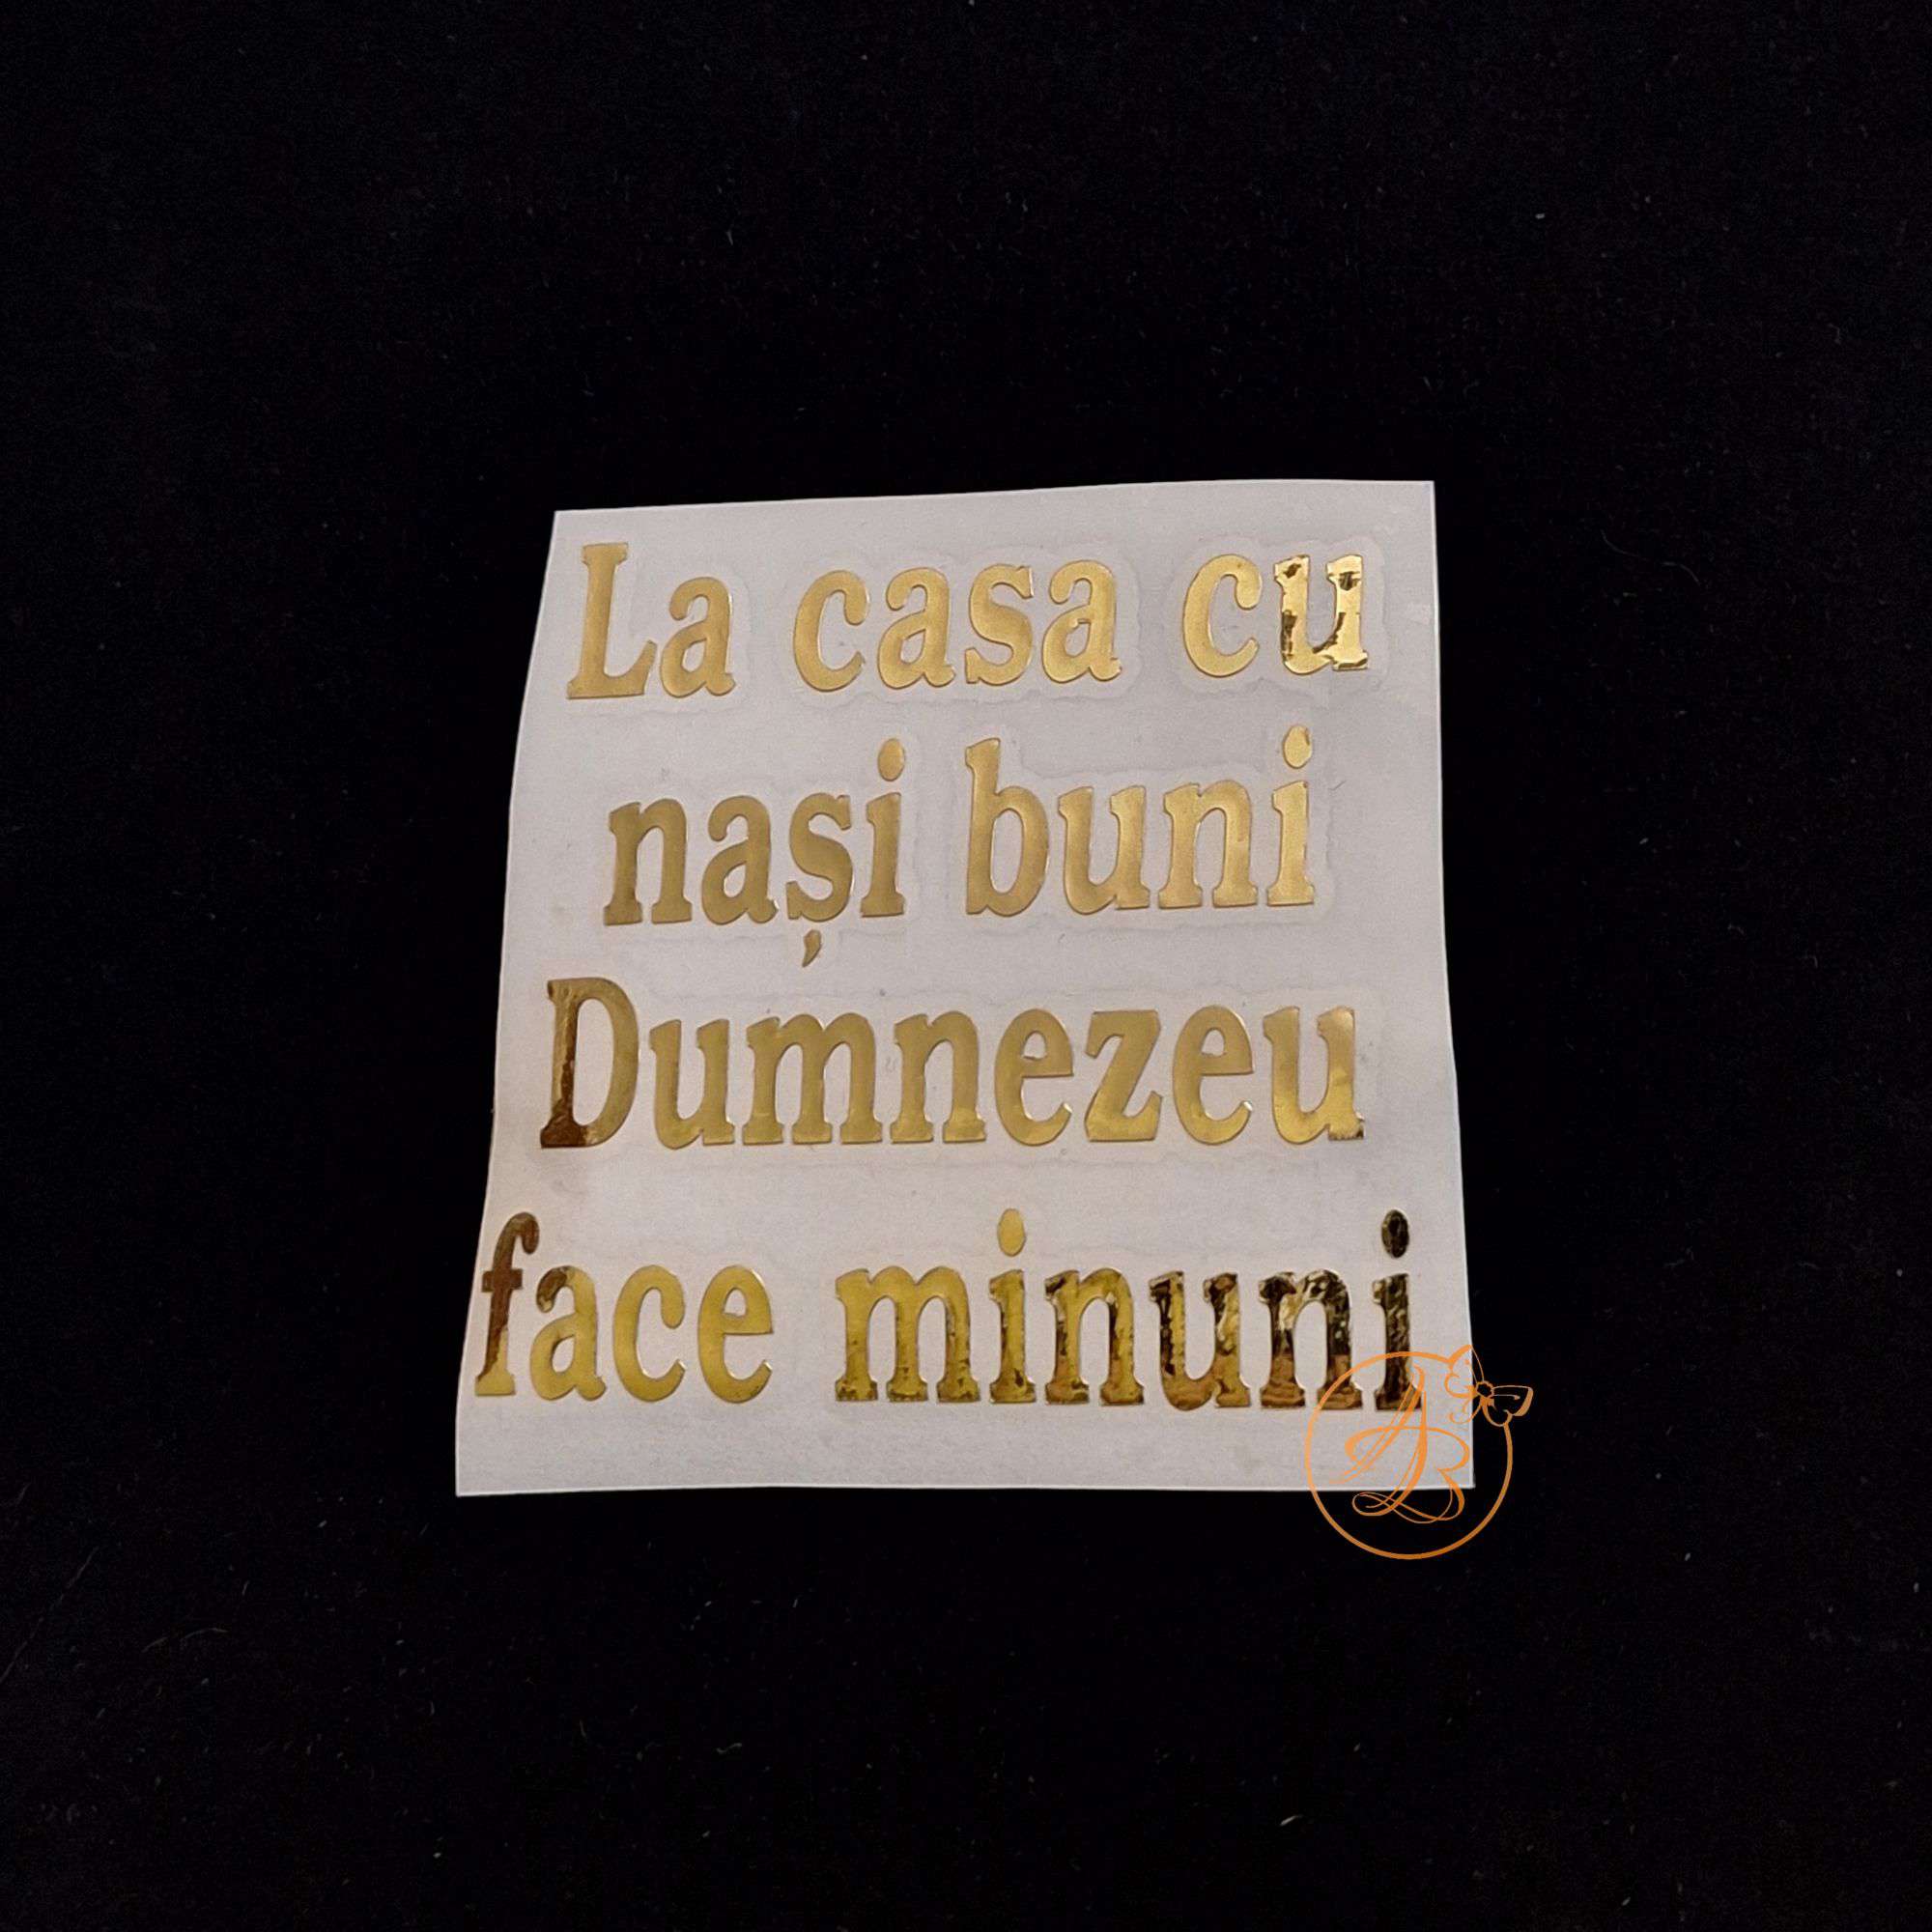 La casa cu
nași buni
Dumnezeu
face minuni